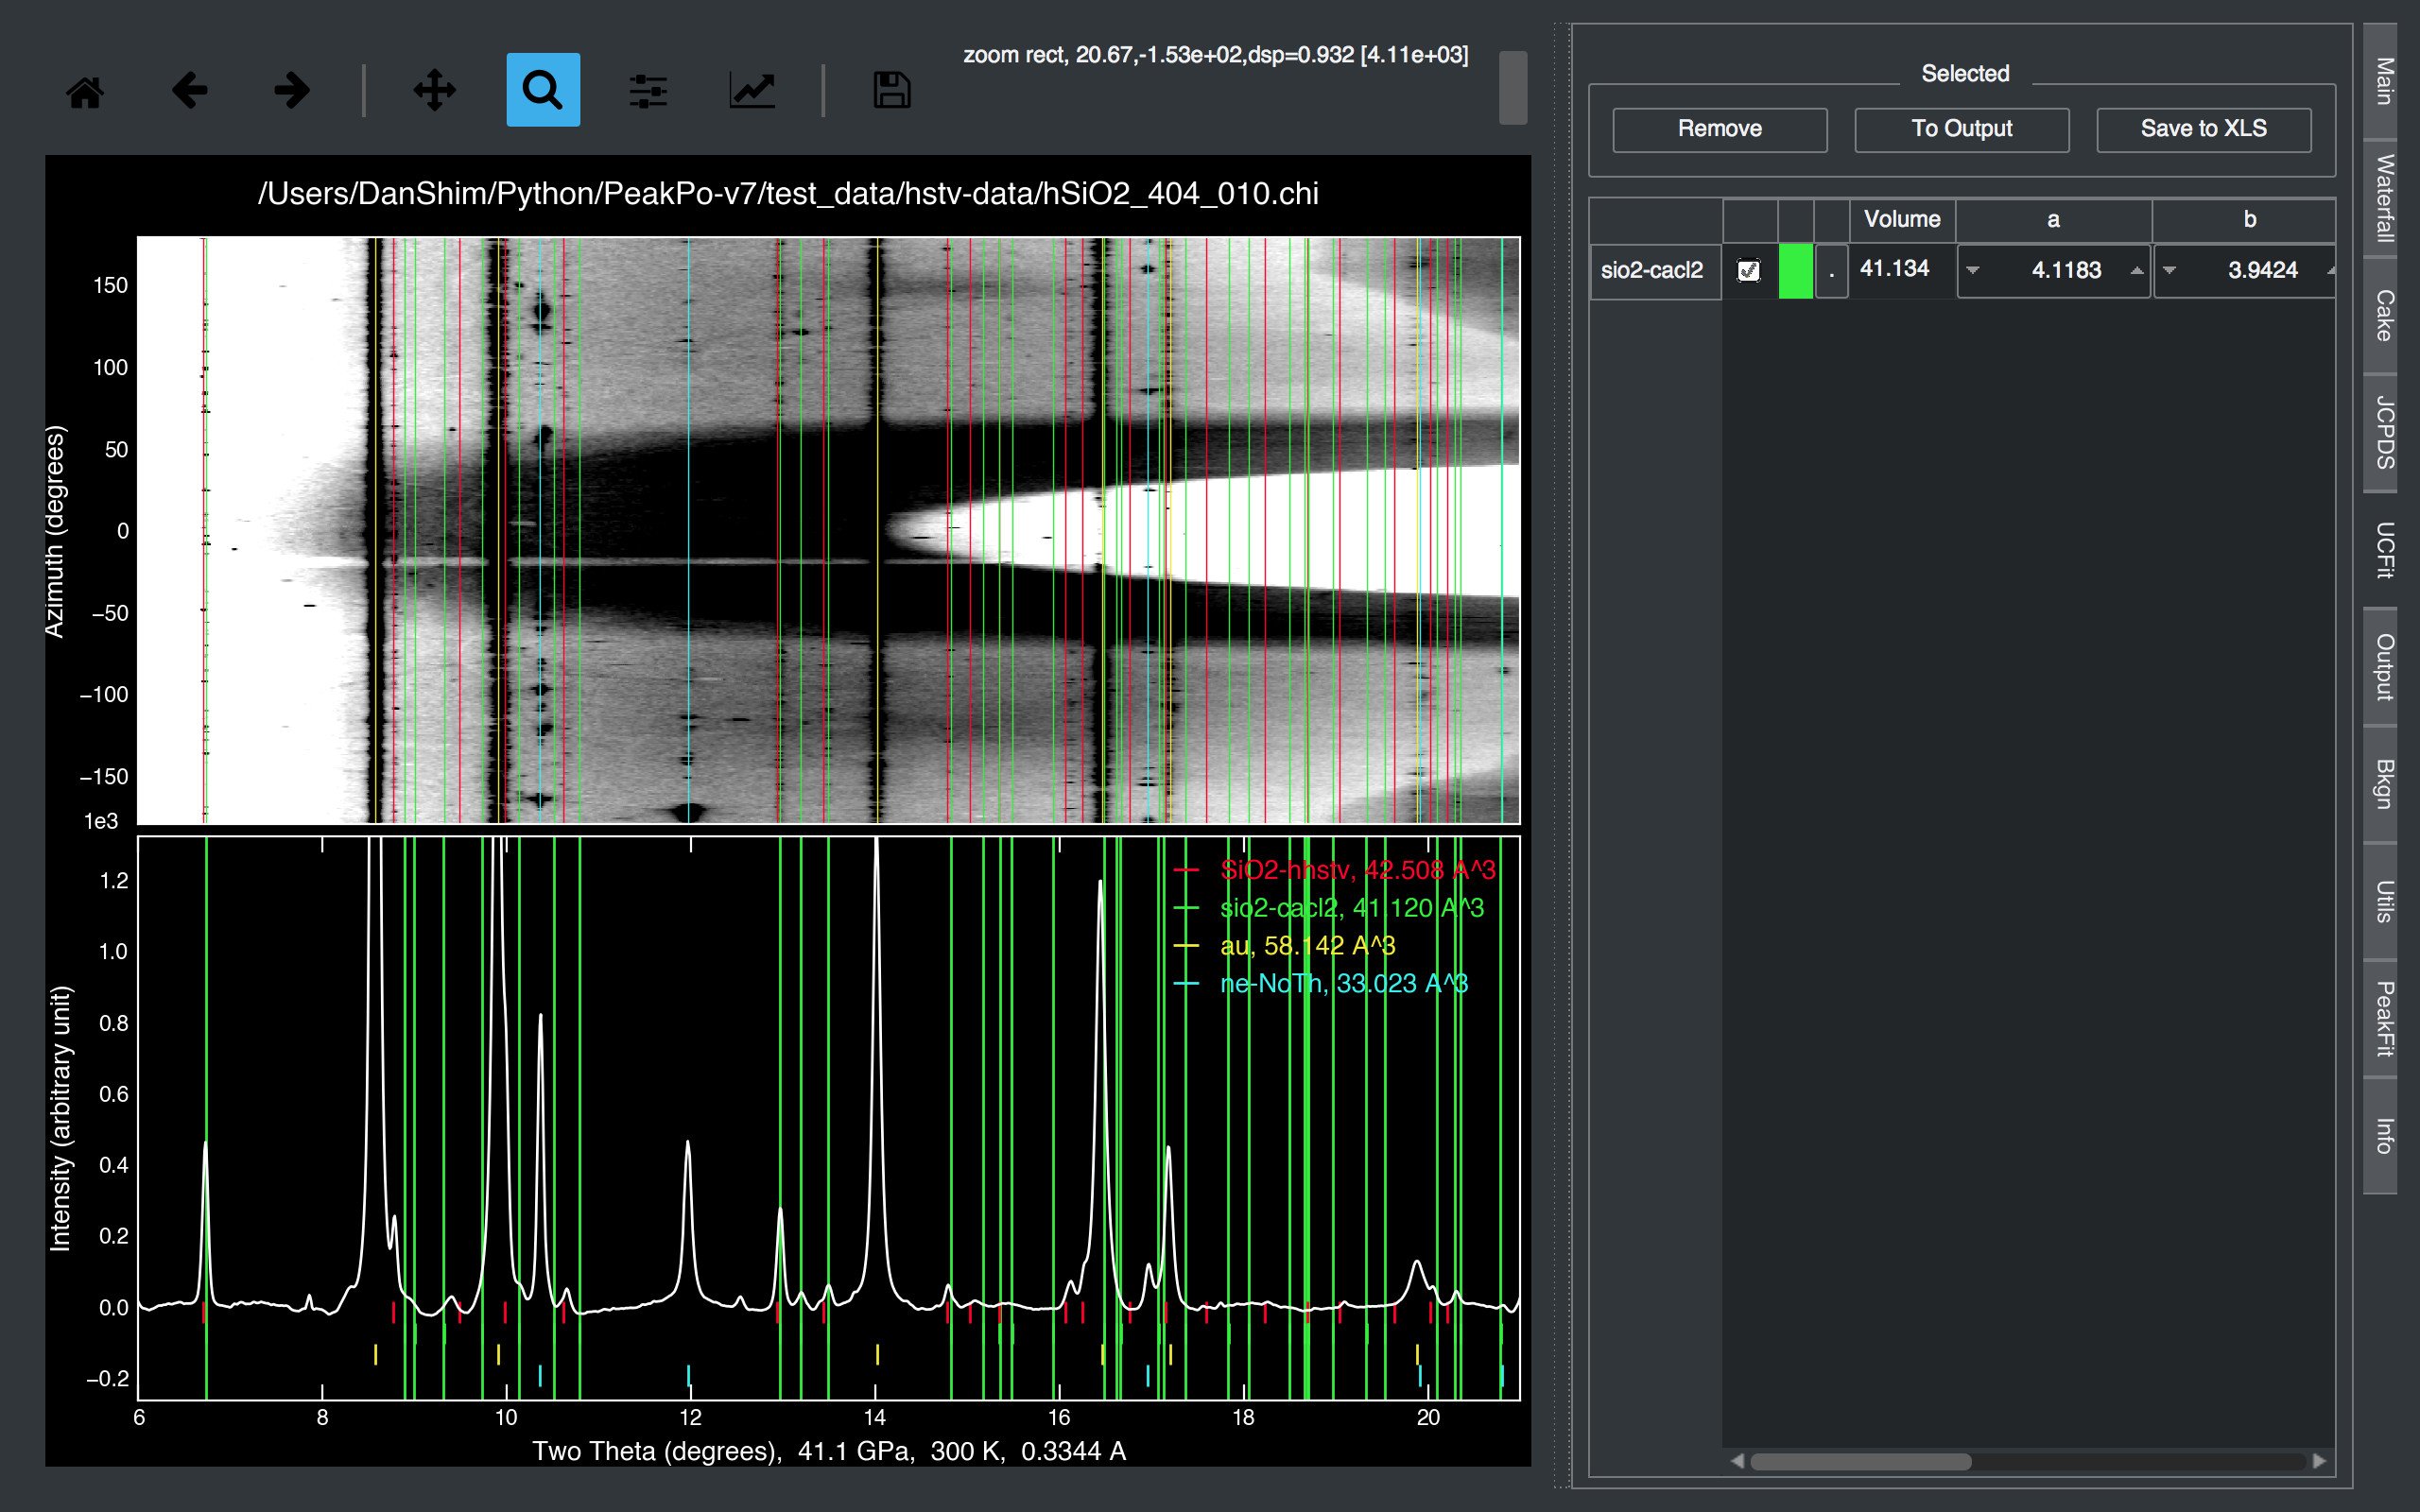 zoom rect, 20.67,-1.53e+02,dsp=0.932 [4.11e+03]
/Users/DanShim/Python/PeakPo-v7/test_data/hstv-data/hSiO2_404_010.chi
Azimuth (degrees)
150
100
50
0
−50
−100
−150
1e3
Intensity (arbitrary unit)
1.2
1.0
0.8
0.6
0.4
0.2
0.0
−0.2
SiO2-hhstv, 42.508 A^3
sio2-cacl2, 41.120 A^3
au, 58.142 A^3
ne-NoTh, 33.023 A^3
6 8 10 12 14 16 18 20
Two Theta (degrees), 41.1 GPa, 300 K, 0.3344 A
Selected
Remove To Output Save to XLS
Volume a b
sio2-cacl2 . 41.134 4.1183 3.9424
Main
Waterfall
Cake
JCPDS
UCFit
Output
Bkgn
Utils
PeakFit
Info